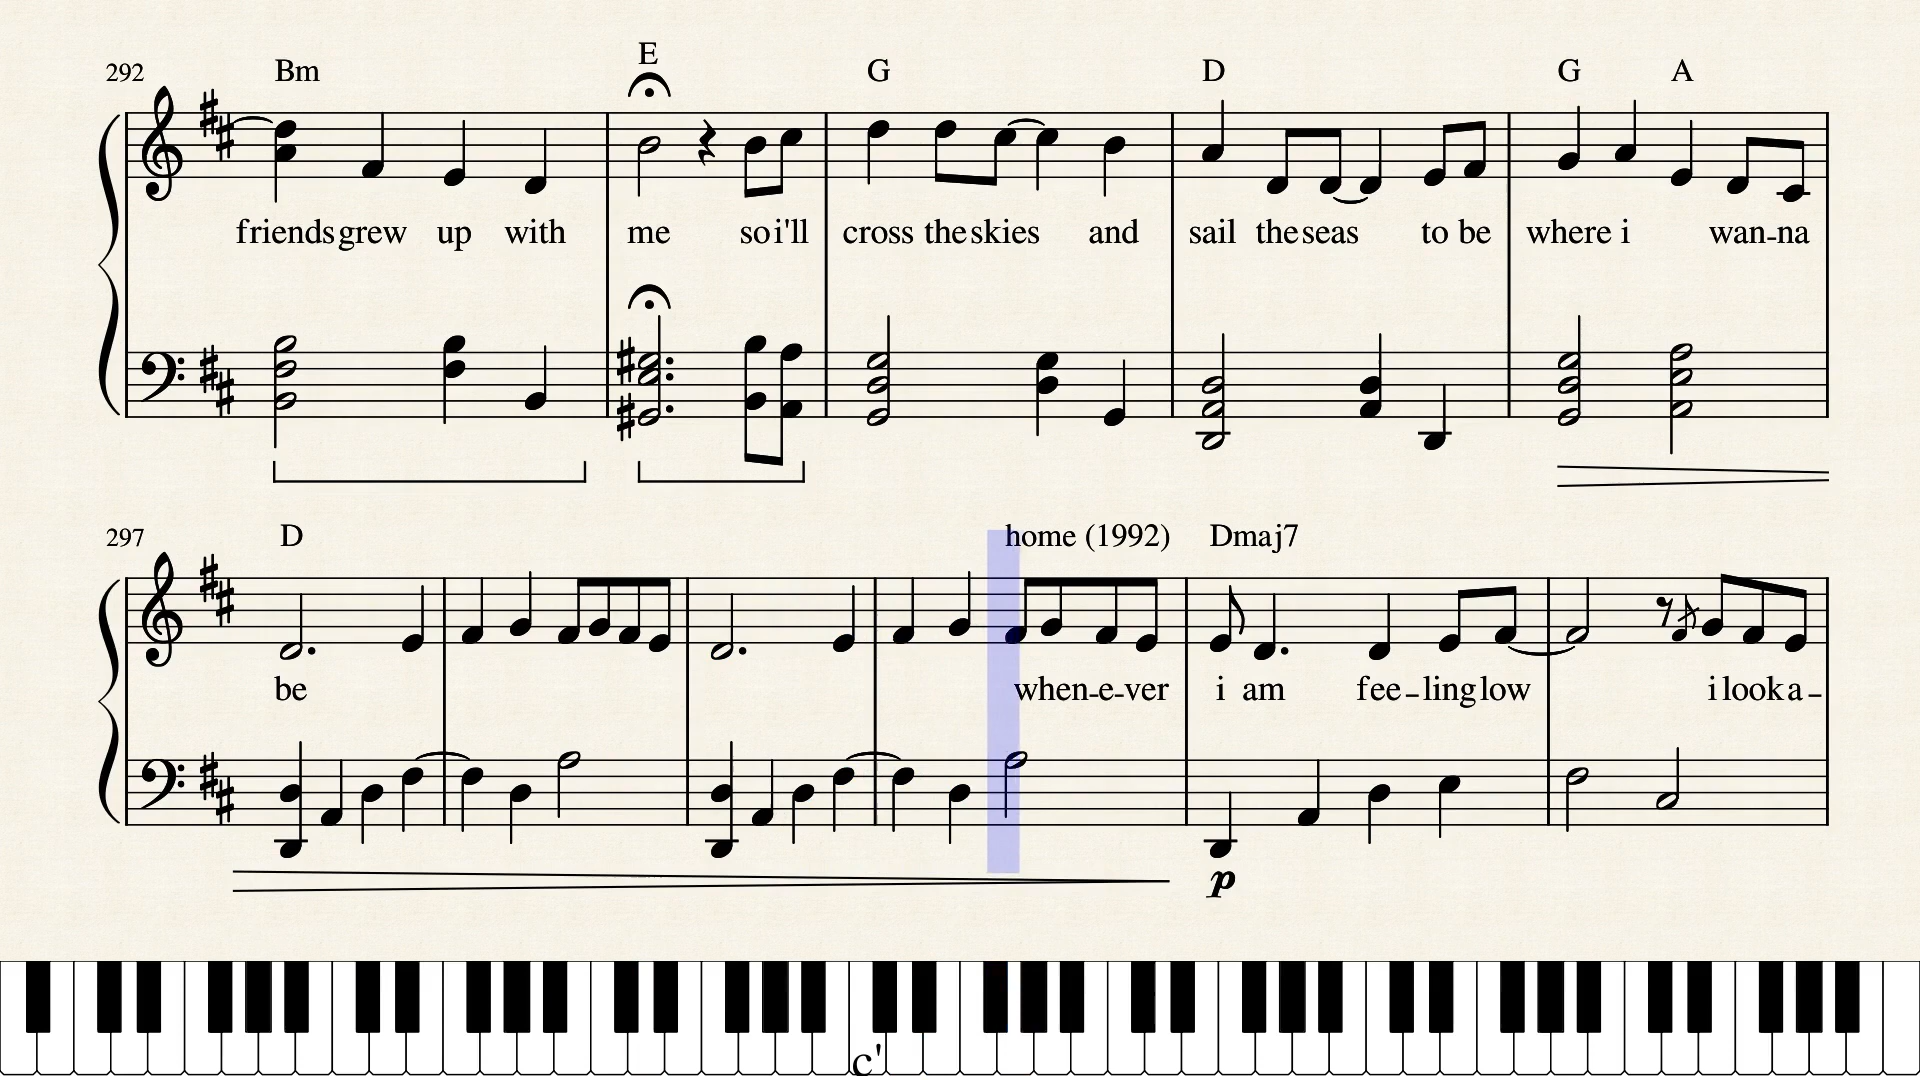 292 Bm E G D G A
friends grew up with me so i'll cross the skies and sail the seas to be where i wan-na
297 D home (1992) Dmaj7
be when-e-ver i am fee-ling low i look a-
p
c'